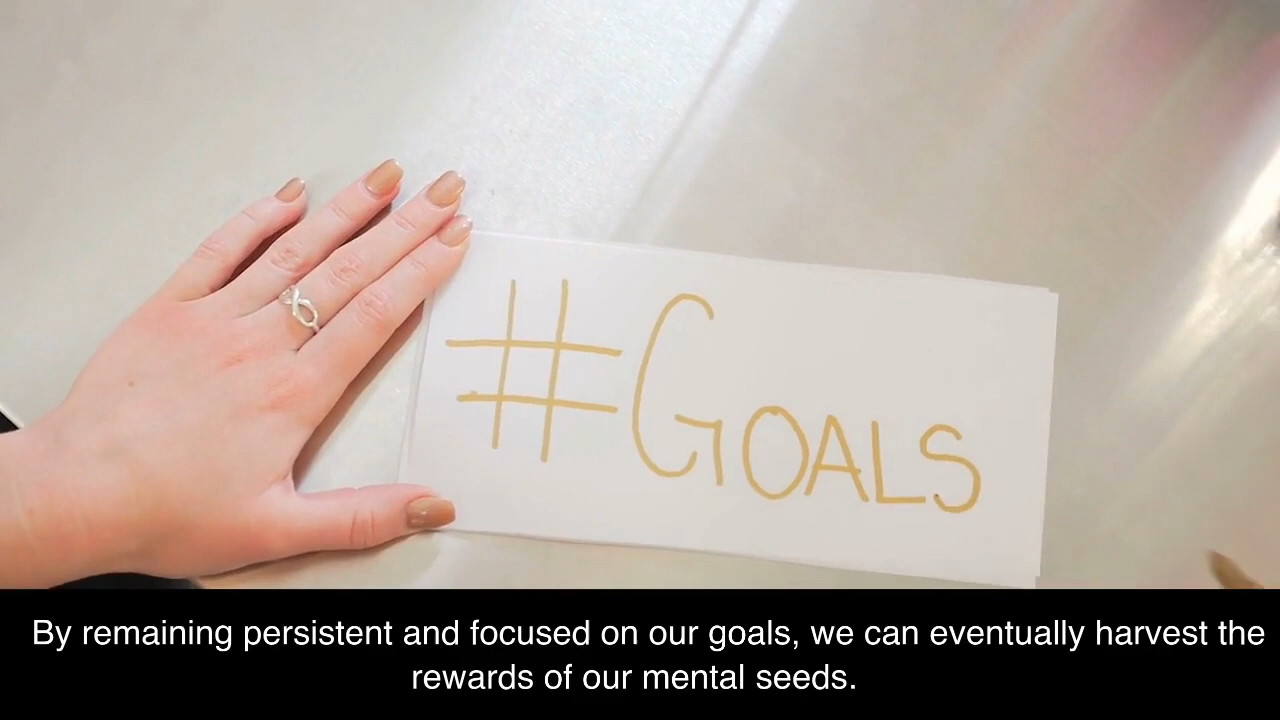 #GOALS
By remaining persistent and focused on our goals, we can eventually harvest the
rewards of our mental seeds.